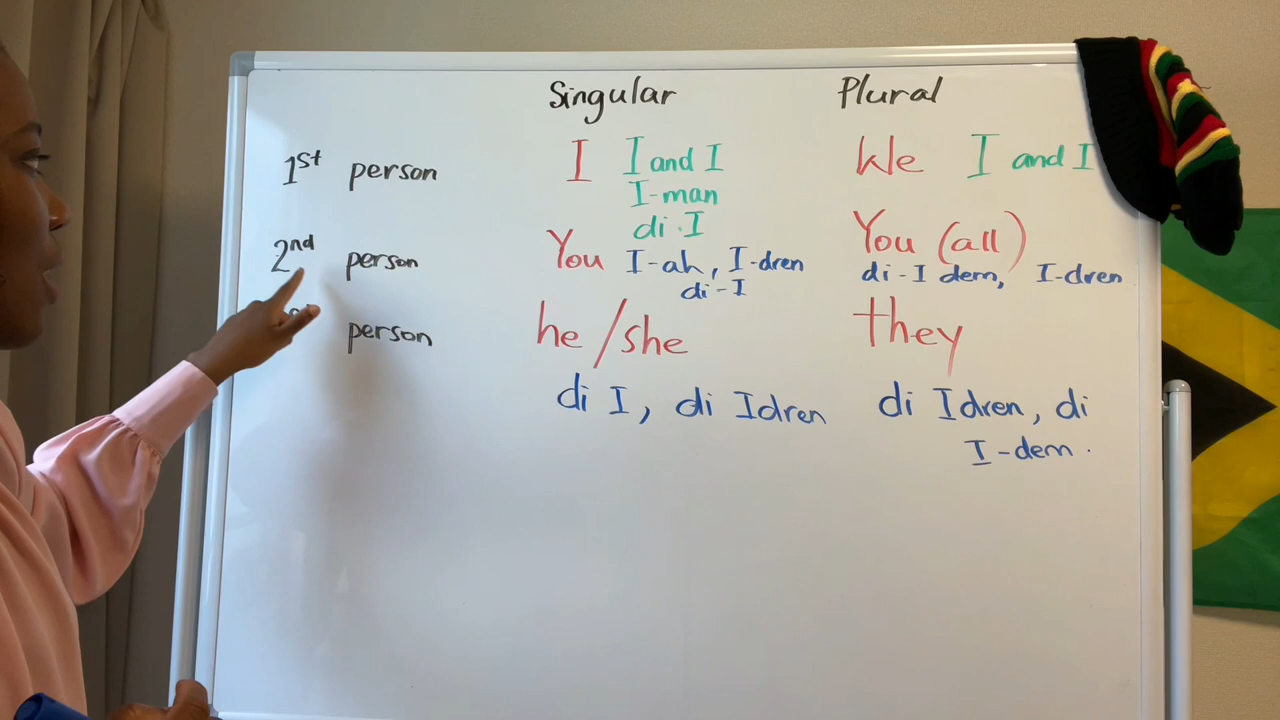 Singular Plural
1st person I I and I We I and I
I-man
di I
2nd person You I-ah, I-dren You (all)
di-I di-I dem, I-dren
person he/she they
di I, di Idren di Idren, di
I-dem.